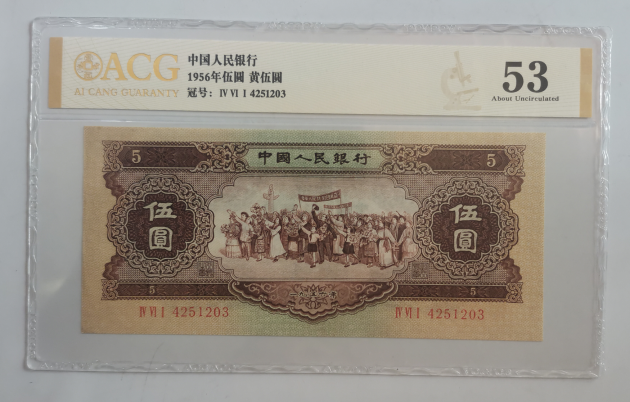 ACG
AI CANG GUARANTY
中国人民银行
1956年伍圆 黄伍圆
冠号: Ⅳ Ⅵ Ⅰ 4251203
53
About Uncirculated
5
中國人民銀行
5
伍圓
伍圓
5
5
Ⅳ Ⅵ Ⅰ 4251203
Ⅳ Ⅵ Ⅰ 4251203